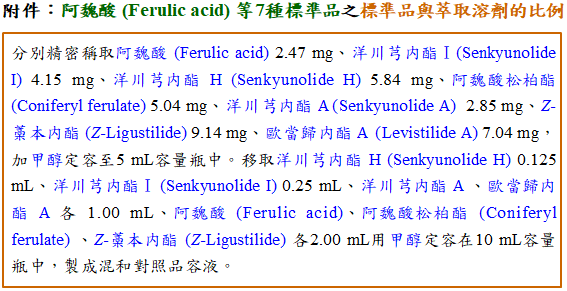 附件：阿魏酸 (Ferulic acid) 等7種標準品之標準品與萃取溶劑的比例
分別精密稱取阿魏酸 (Ferulic acid) 2.47 mg、洋川芎內酯Ⅰ(Senkyunolide
I) 4.15 mg、洋川芎內酯 H (Senkyunolide H) 5.84 mg、阿魏酸松柏酯
(Coniferyl ferulate) 5.04 mg、洋川芎內酯 A (Senkyunolide A) 2.85 mg、Z-
藁本內酯 (Z-Ligustilide) 9.14 mg、歐當歸內酯 A (Levistilide A) 7.04 mg，
加甲醇定容至5 mL容量瓶中。移取洋川芎內酯 H (Senkyunolide H) 0.125
mL、洋川芎內酯Ⅰ (Senkyunolide I) 0.25 mL、洋川芎內酯 A 、歐當歸內
酯 A 各 1.00 mL、阿魏酸 (Ferulic acid)、阿魏酸松柏酯 (Coniferyl
ferulate) 、Z-藁本內酯 (Z-Ligustilide) 各2.00 mL用甲醇定容在10 mL容量
瓶中，製成混和對照品溶液。